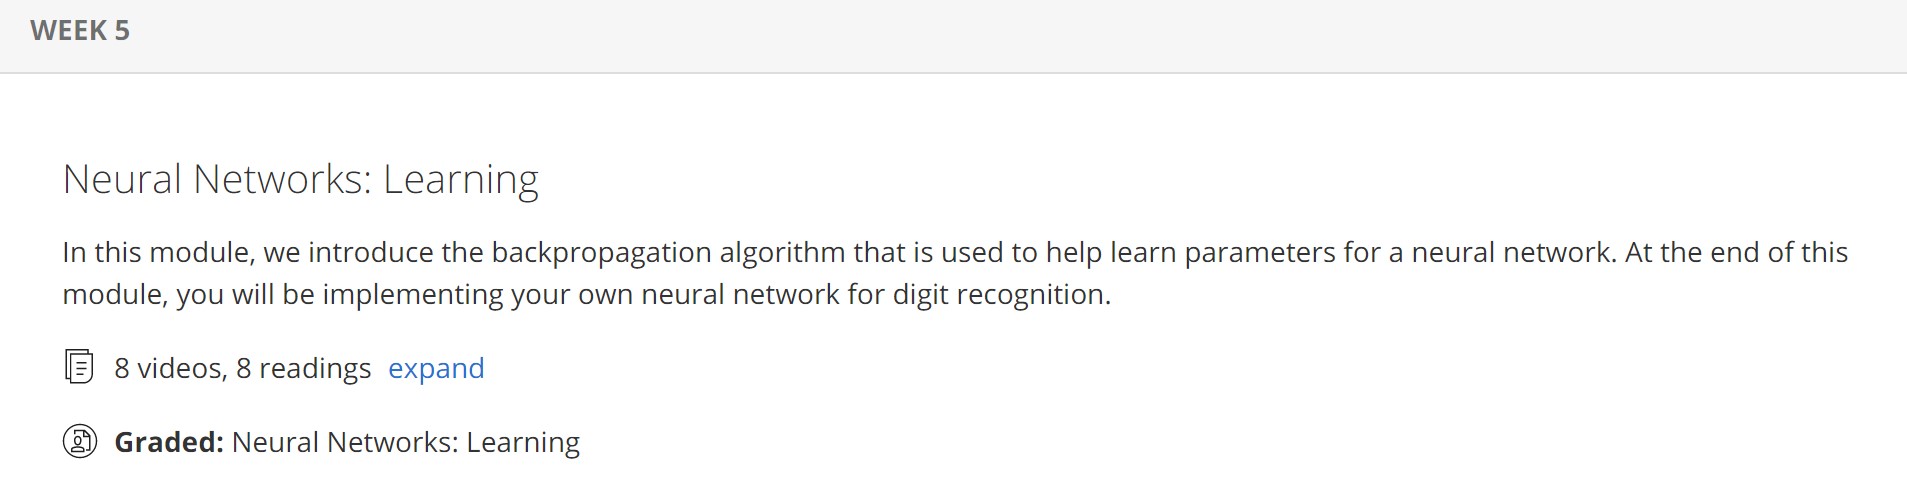 WEEK 5
Neural Networks: Learning
In this module, we introduce the backpropagation algorithm that is used to help learn parameters for a neural network. At the end of this
module, you will be implementing your own neural network for digit recognition.
8 videos, 8 readings expand
Graded: Neural Networks: Learning